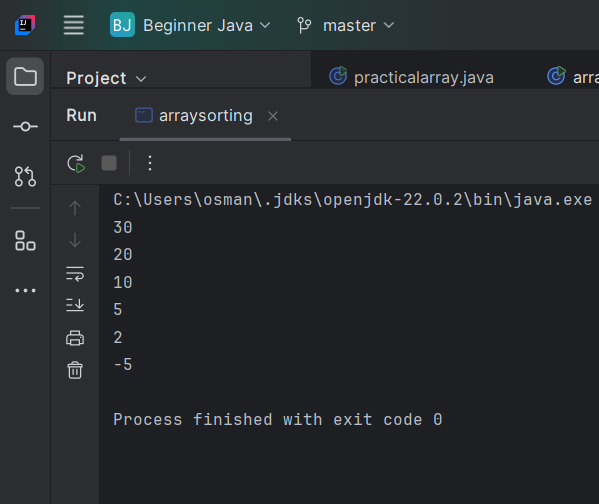 BJ Beginner Java master
Project
practicalarray.java
arra
Run arraysorting
C:\Users\osman\.jdks\openjdk-22.0.2\bin\java.exe
30
20
10
5
2
-5
Process finished with exit code 0